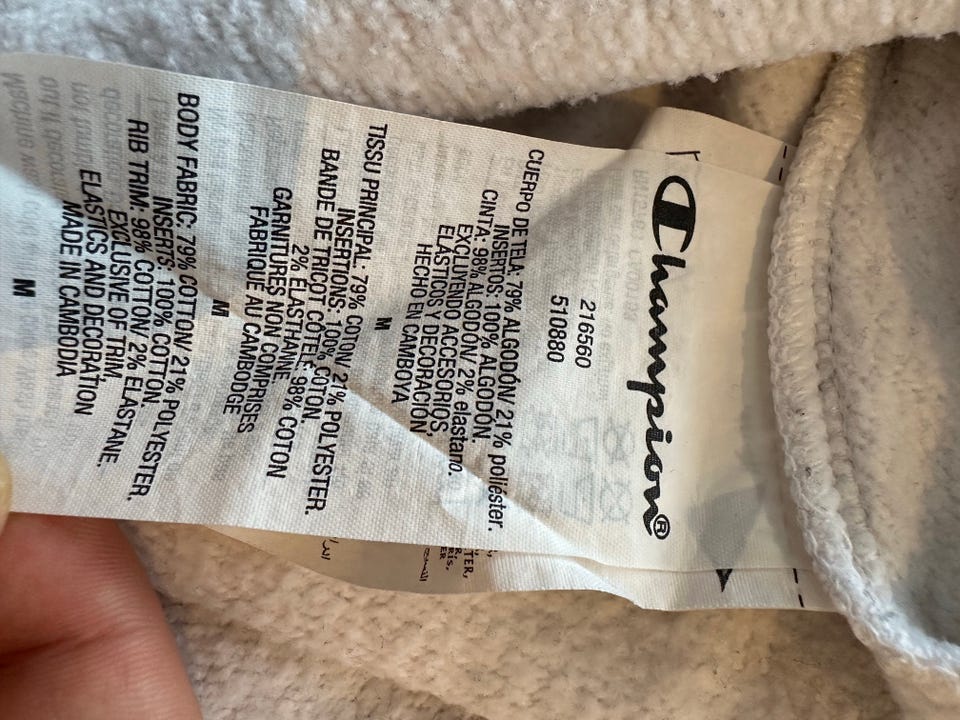 Champion®
216560
510880
CUERPO DE TELA: 79% ALGODÓN/ 21% poliéster.
INSERTOS: 100% ALGODÓN.
CINTA: 98% ALGODÓN/ 2% elastano.
EXCLUYENDO ACCESORIOS,
ELÁSTICOS Y DECORACIÓN
HECHO EN CAMBOYA
M
TISSU PRINCIPAL: 79% COTON/ 21% POLYESTER.
INSERTIONS: 100% COTON.
BANDE DE TRICOT CÔTELÉ: 98% COTON
2% ÉLASTHANNE.
GARNITURES NON COMPRISES
FABRIQUÉ AU CAMBODGE
M
BODY FABRIC: 79% COTTON/ 21% POLYESTER.
INSERTS: 100% COTTON.
RIB TRIM: 98% COTTON/ 2% ELASTANE.
EXCLUSIVE OF TRIM,
ELASTICS AND DECORATION
MADE IN CAMBODIA
M
TER,